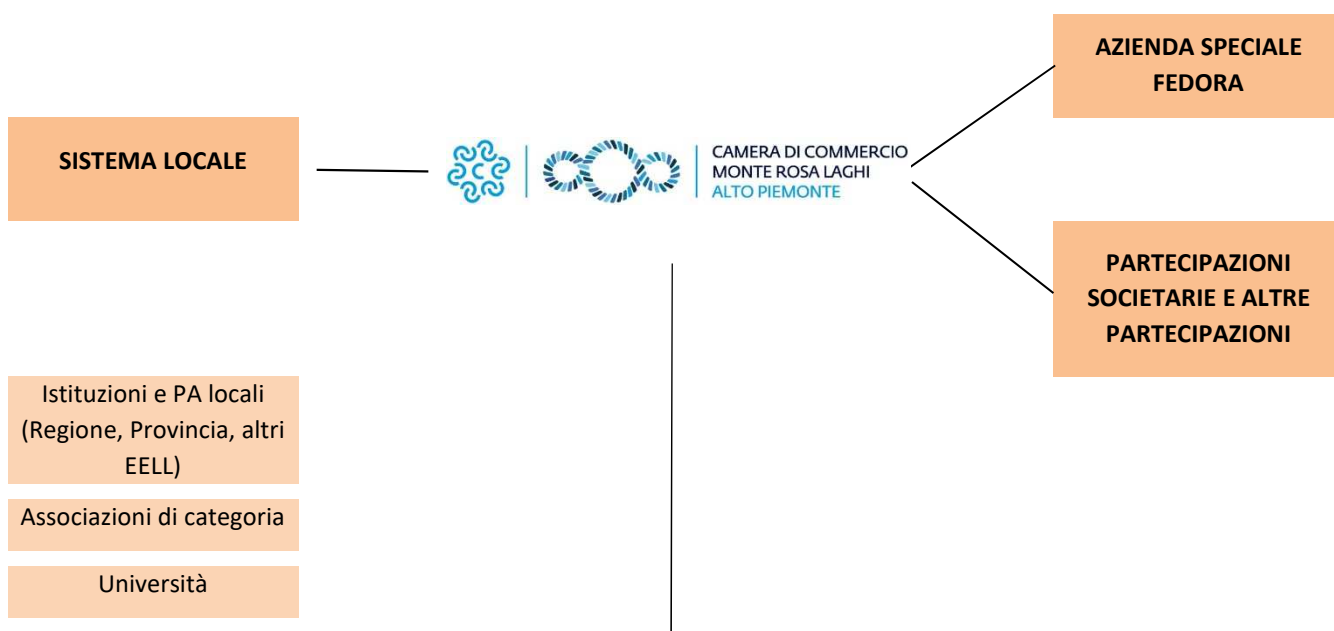 AZIENDA SPECIALE
FEDORA
SISTEMA LOCALE
CAMERA DI COMMERCIO
MONTE ROSA LAGHI
ALTO PIEMONTE
PARTECIPAZIONI
SOCIETARIE E ALTRE
PARTECIPAZIONI
Istituzioni e PA locali
(Regione, Provincia, altri
EELL)
Associazioni di categoria
Università